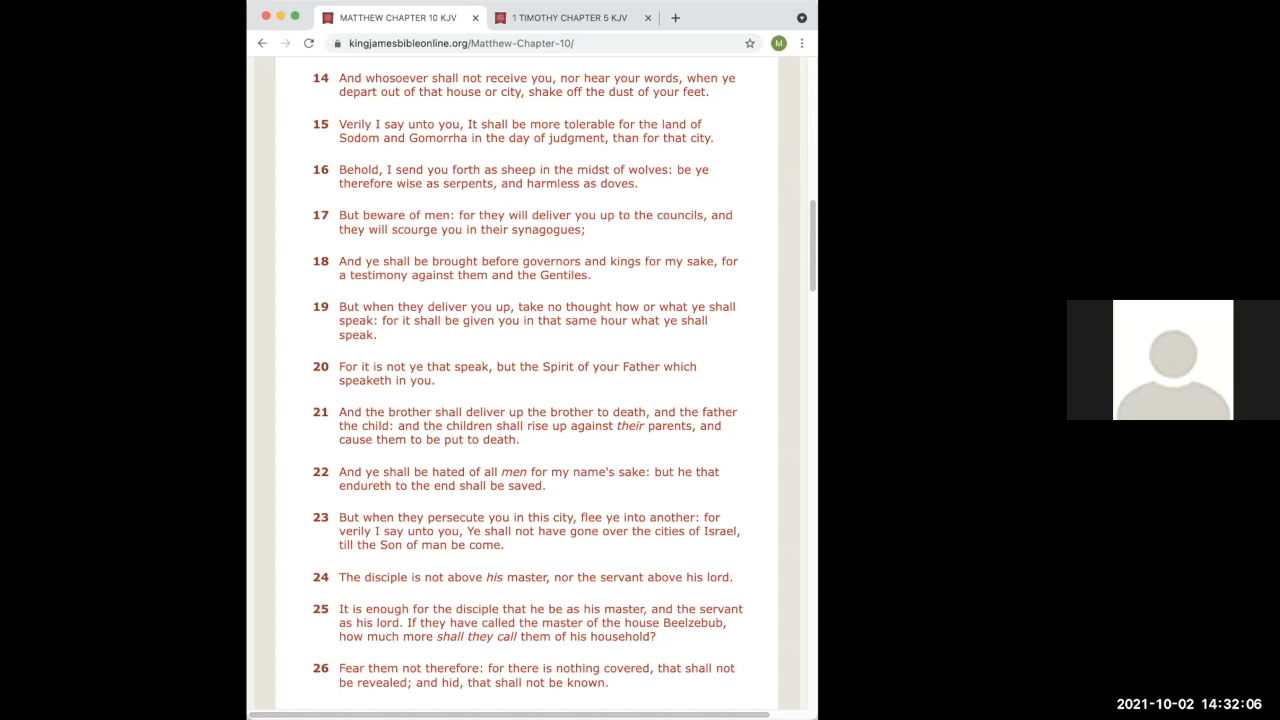 MATTHEW CHAPTER 10 KJV
1 TIMOTHY CHAPTER 5 KJV
kingjamesbibleonline.org/Matthew-Chapter-10/
M
14 And whosoever shall not receive you, nor hear your words, when ye
depart out of that house or city, shake off the dust of your feet.
15 Verily I say unto you, It shall be more tolerable for the land of
Sodom and Gomorrha in the day of judgment, than for that city.
16 Behold, I send you forth as sheep in the midst of wolves: be ye
therefore wise as serpents, and harmless as doves.
17 But beware of men: for they will deliver you up to the councils, and
they will scourge you in their synagogues;
18 And ye shall be brought before governors and kings for my sake, for
a testimony against them and the Gentiles.
19 But when they deliver you up, take no thought how or what ye shall
speak: for it shall be given you in that same hour what ye shall
speak.
20 For it is not ye that speak, but the Spirit of your Father which
speaketh in you.
21 And the brother shall deliver up the brother to death, and the father
the child: and the children shall rise up against their parents, and
cause them to be put to death.
22 And ye shall be hated of all men for my name's sake: but he that
endureth to the end shall be saved.
23 But when they persecute you in this city, flee ye into another: for
verily I say unto you, Ye shall not have gone over the cities of Israel,
till the Son of man be come.
24 The disciple is not above his master, nor the servant above his lord.
25 It is enough for the disciple that he be as his master, and the servant
as his lord. If they have called the master of the house Beelzebub,
how much more shall they call them of his household?
26 Fear them not therefore: for there is nothing covered, that shall not
be revealed; and hid, that shall not be known.
2021-10-02 14:32:06